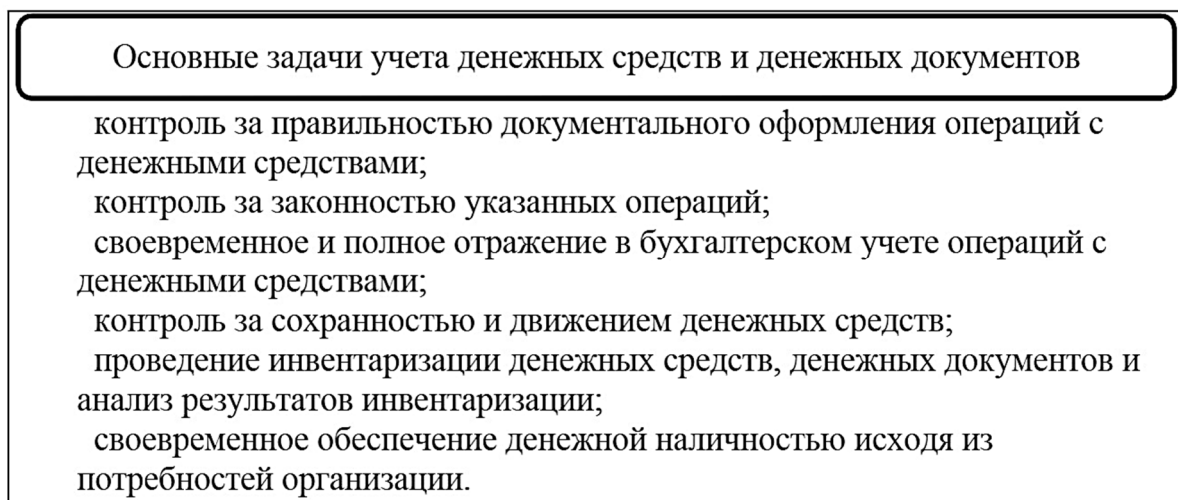 Основные задачи учета денежных средств и денежных документов
контроль за правильностью документального оформления операций с
денежными средствами;
контроль за законностью указанных операций;
своевременное и полное отражение в бухгалтерском учете операций с
денежными средствами;
контроль за сохранностью и движением денежных средств;
проведение инвентаризации денежных средств, денежных документов и
анализ результатов инвентаризации;
своевременное обеспечение денежной наличностью исходя из
потребностей организации.